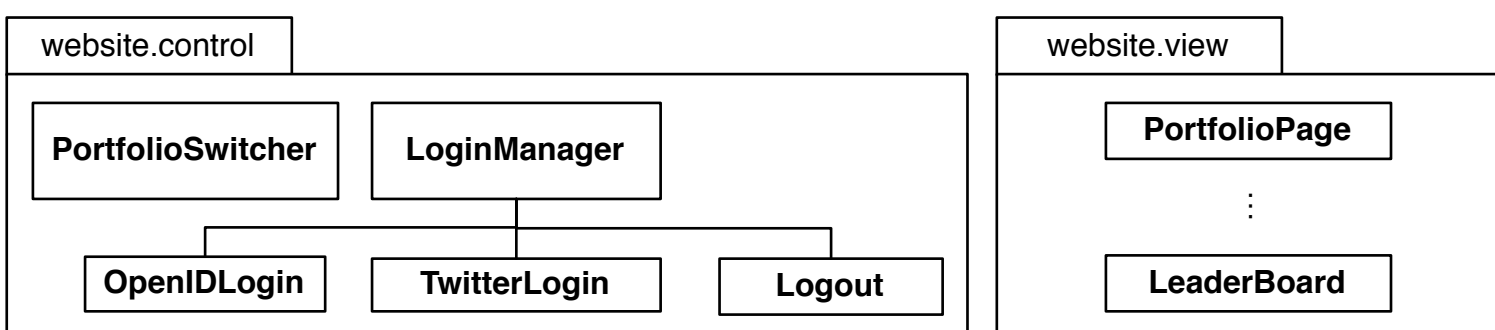 website.control
PortfolioSwitcher
LoginManager
OpenIDLogin
TwitterLogin
Logout
website.view
PortfolioPage
⋮
LeaderBoard